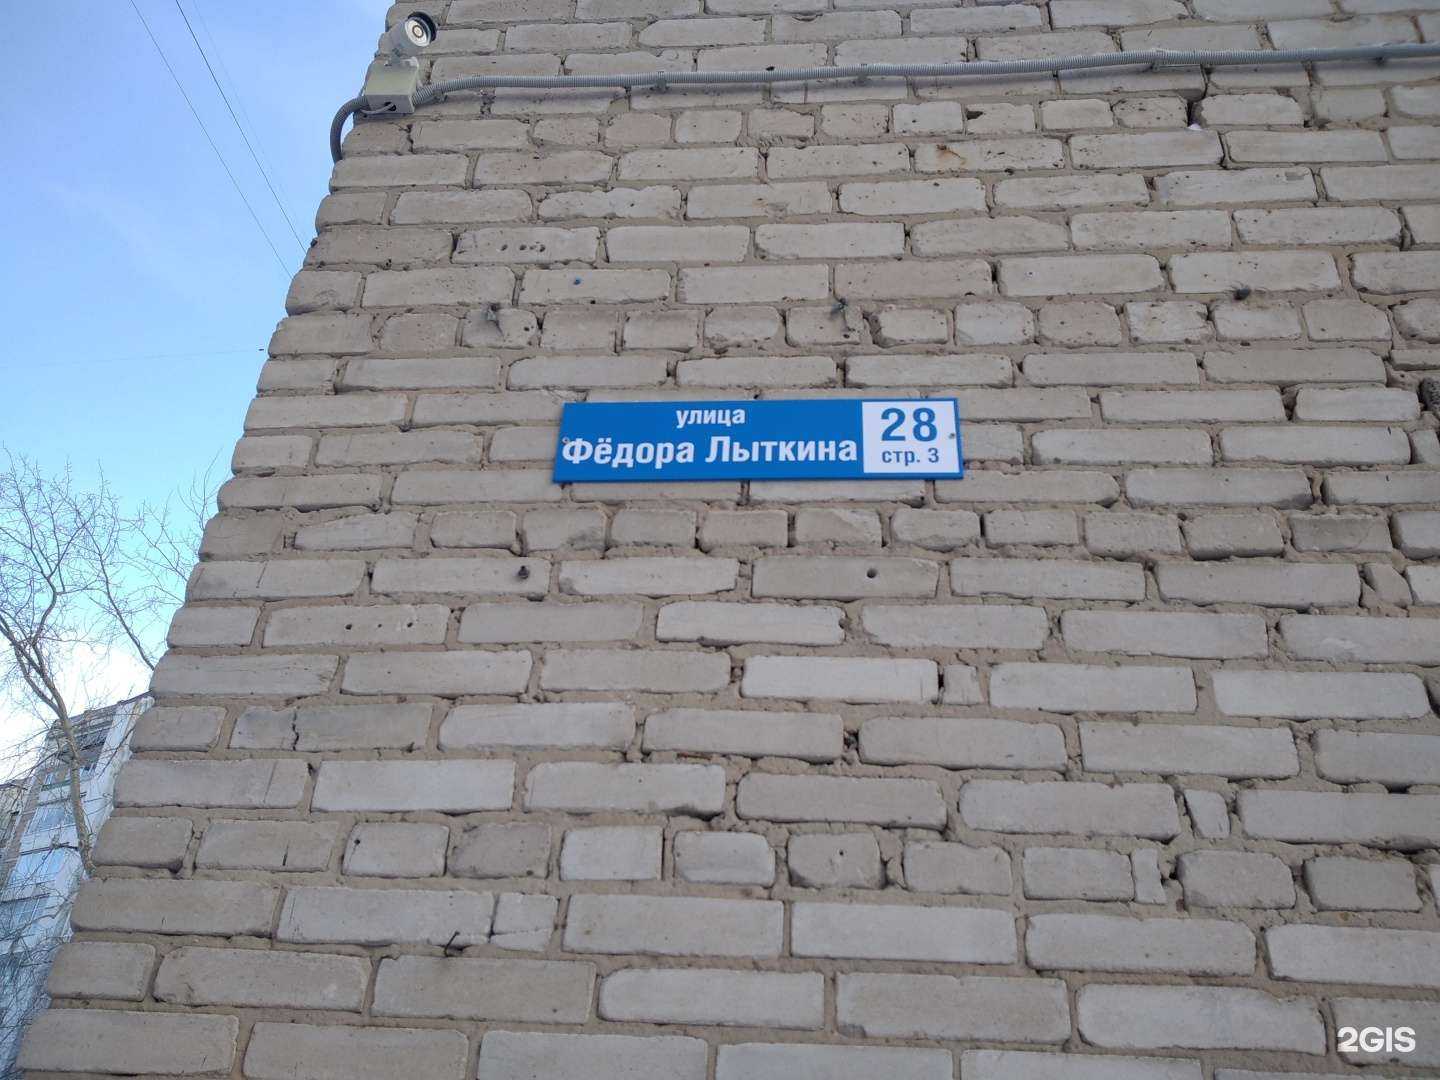 улица
Фёдора Лыткина
28
стр. 3
2GIS